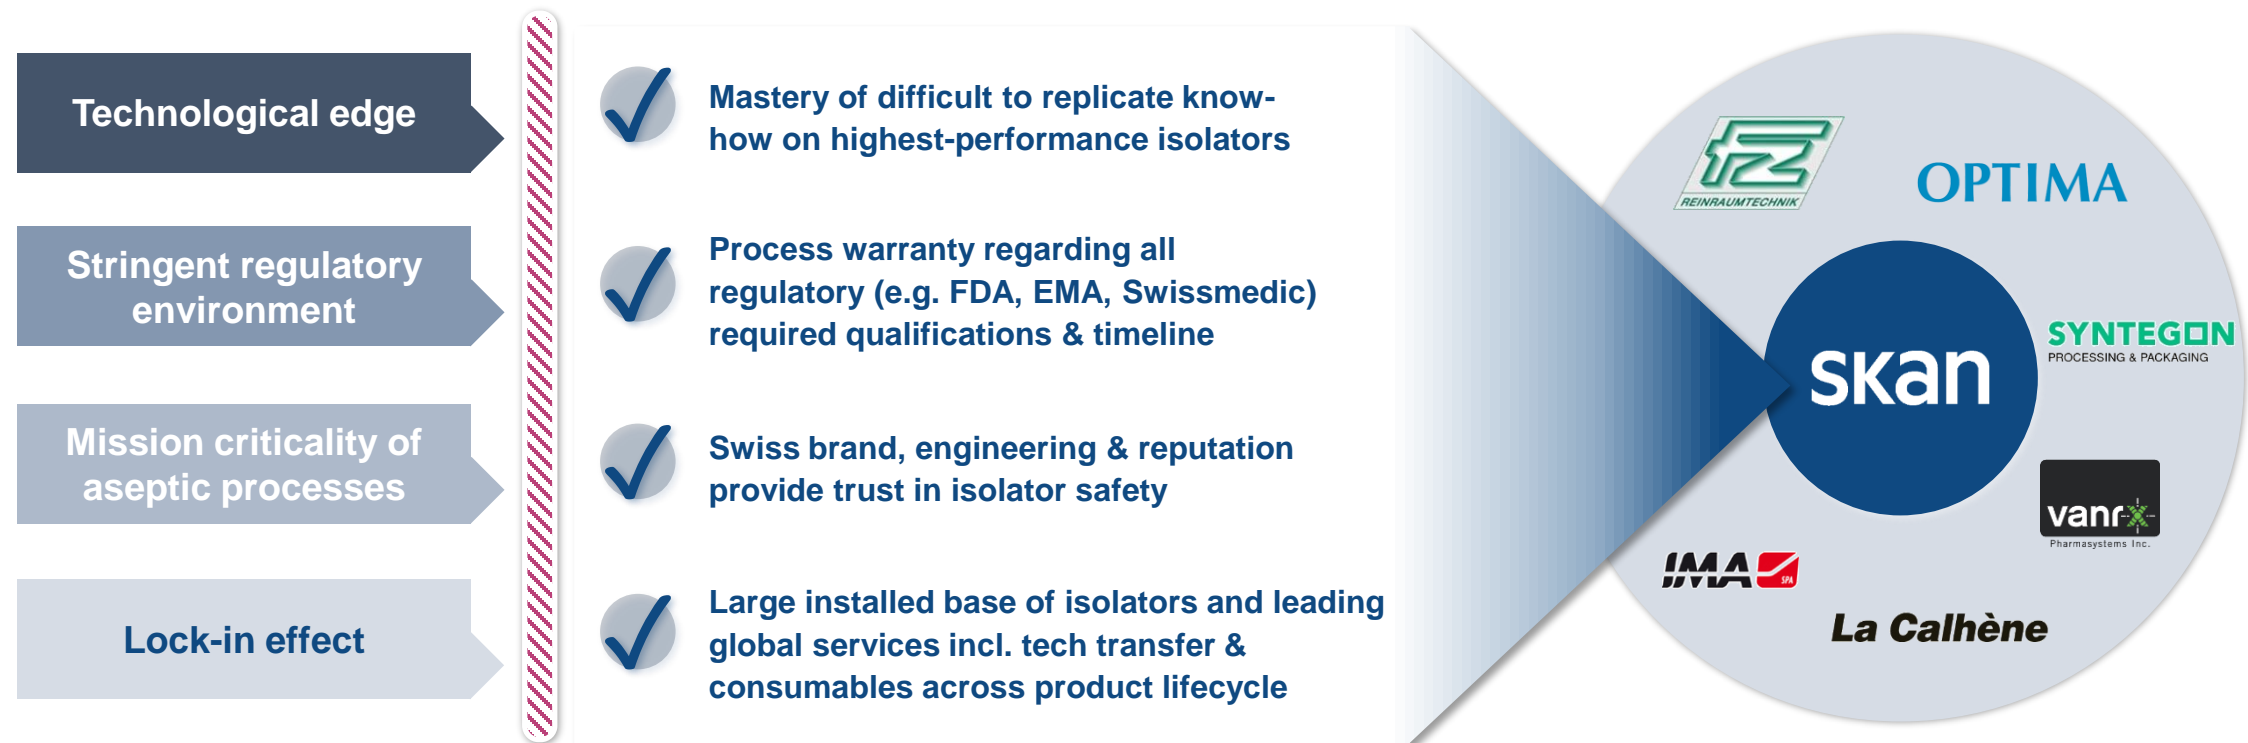 Technological edge
Mastery of difficult to replicate know-
how on highest-performance isolators
Stringent regulatory
environment
Process warranty regarding all
regulatory (e.g. FDA, EMA, Swissmedic)
required qualifications & timeline
Mission criticality of
aseptic processes
Swiss brand, engineering & reputation
provide trust in isolator safety
Lock-in effect
Large installed base of isolators and leading
global services incl. tech transfer &
consumables across product lifecycle
fz
REINRAUMTECHNIK
OPTIMA
skan
SYNTEGON
PROCESSING & PACKAGING
vanrx
Pharmasystems Inc.
IMA
SPA
La Calhène